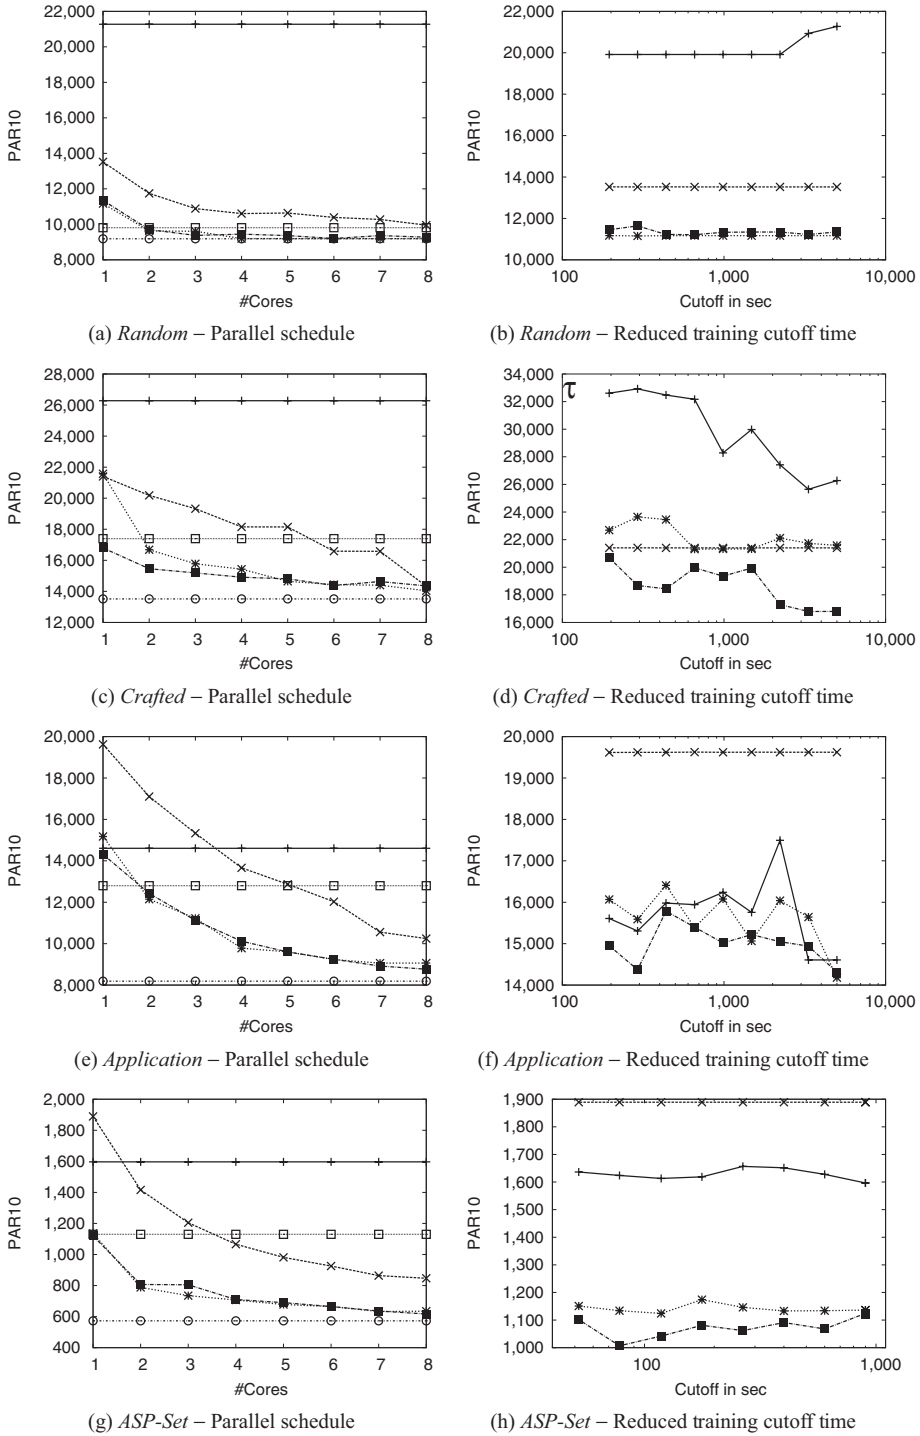 22,000
20,000
18,000
16,000
14,000
12,000
10,000
8,000
PAR10
1 2 3 4 5 6 7 8
#Cores
(a) Random – Parallel schedule
22,000
20,000
18,000
16,000
14,000
12,000
10,000
PAR10
100 1,000 10,000
Cutoff in sec
(b) Random – Reduced training cutoff time
28,000
26,000
24,000
22,000
20,000
18,000
16,000
14,000
12,000
PAR10
1 2 3 4 5 6 7 8
#Cores
(c) Crafted – Parallel schedule
34,000
32,000
30,000
28,000
26,000
24,000
22,000
20,000
18,000
16,000
τ
PAR10
100 1,000 10,000
Cutoff in sec
(d) Crafted – Reduced training cutoff time
20,000
18,000
16,000
14,000
12,000
10,000
8,000
PAR10
1 2 3 4 5 6 7 8
#Cores
(e) Application – Parallel schedule
20,000
19,000
18,000
17,000
16,000
15,000
14,000
PAR10
100 1,000 10,000
Cutoff in sec
(f) Application – Reduced training cutoff time
2,000
1,800
1,600
1,400
1,200
1,000
800
600
400
PAR10
1 2 3 4 5 6 7 8
#Cores
(g) ASP-Set – Parallel schedule
1,900
1,800
1,700
1,600
1,500
1,400
1,300
1,200
1,100
1,000
PAR10
100 1,000
Cutoff in sec
(h) ASP-Set – Reduced training cutoff time